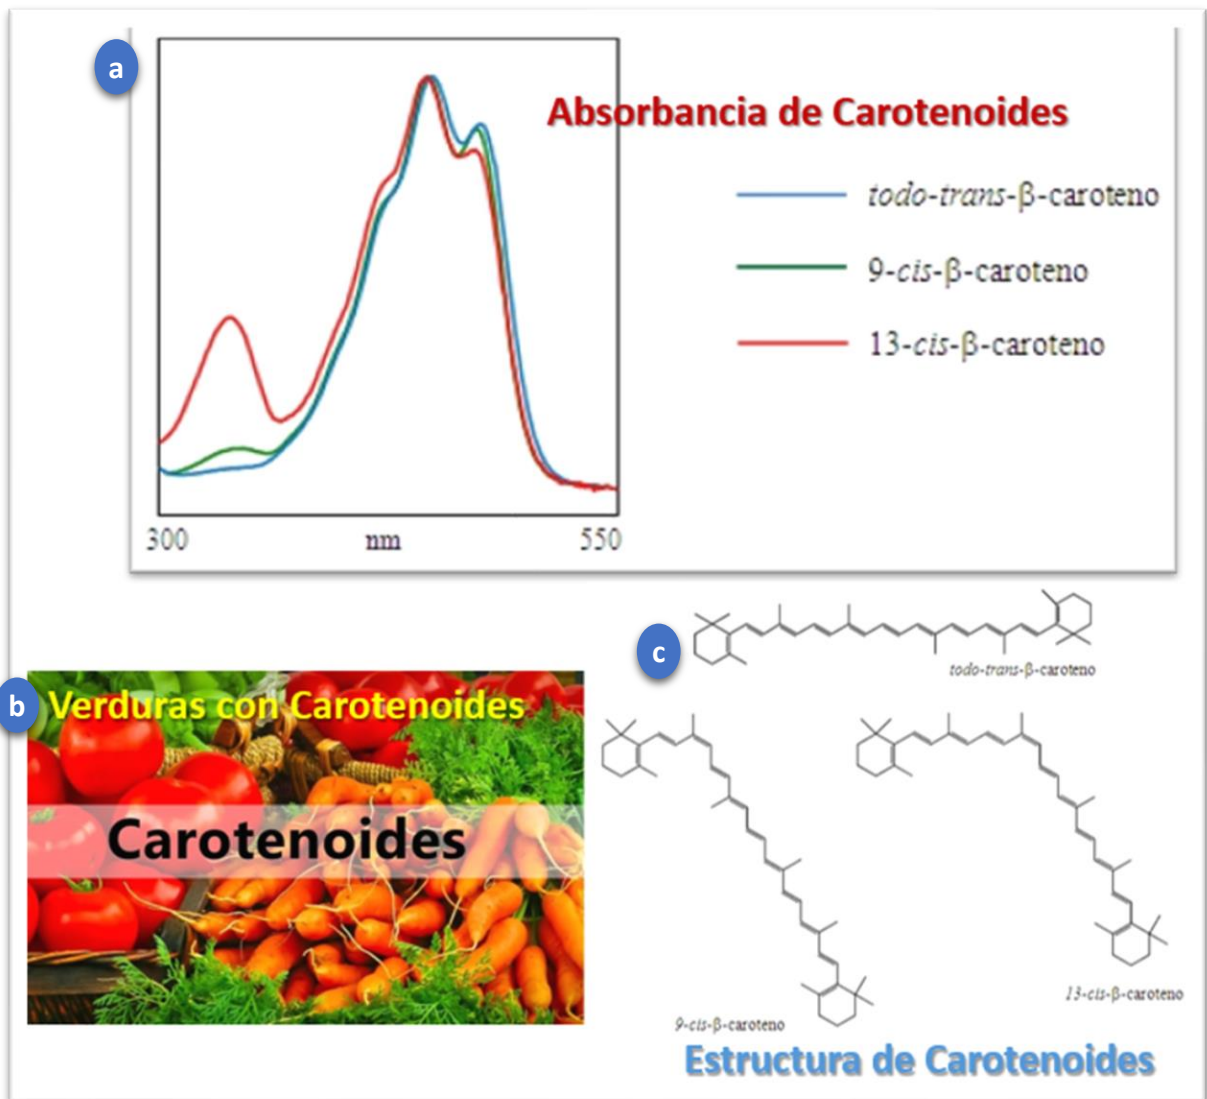 a
Absorbancia de Carotenoides
todo-trans-β-caroteno
9-cis-β-caroteno
13-cis-β-caroteno
300 nm 550
c
todo-trans-β-caroteno
b
Verduras con Carotenoides
Carotenoides
13-cis-β-caroteno
9-cis-β-caroteno
Estructura de Carotenoides